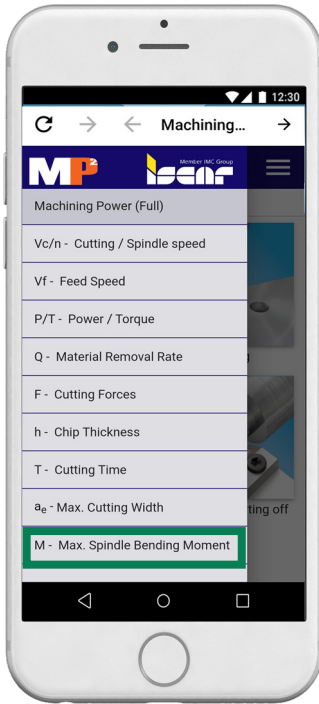 12:30
Machining...
MP²
Member IMC Group
iscar
Machining Power (Full)
Vc/n - Cutting / Spindle speed
Vf - Feed Speed
P/T - Power / Torque
Q - Material Removal Rate
F - Cutting Forces
h - Chip Thickness
T - Cutting Time
ae - Max. Cutting Width
ting off
M - Max. Spindle Bending Moment